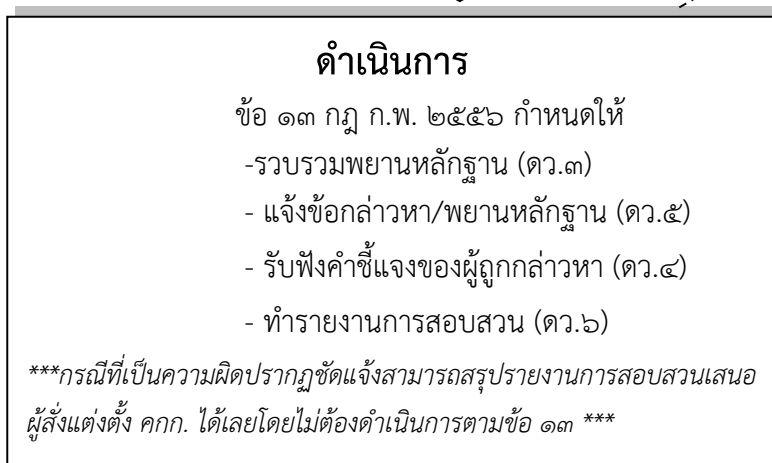 ดำเนินการ
ข้อ ๑๓ กฎ ก.พ. ๒๕๕๖ กำหนดให้
-รวบรวมพยานหลักฐาน (ดว.๓)
- แจ้งข้อกล่าวหา/พยานหลักฐาน (ดว.๕)
- รับฟังคำชี้แจงของผู้ถูกกล่าวหา (ดว.๔)
- ทำรายงานการสอบสวน (ดว.๖)
***กรณีที่เป็นความผิดปรากฏชัดแจ้งสามารถสรุปรายงานการสอบสวนเสนอ
ผู้สั่งแต่งตั้ง คกก. ได้เลยโดยไม่ต้องดำเนินการตามข้อ ๑๓ ***